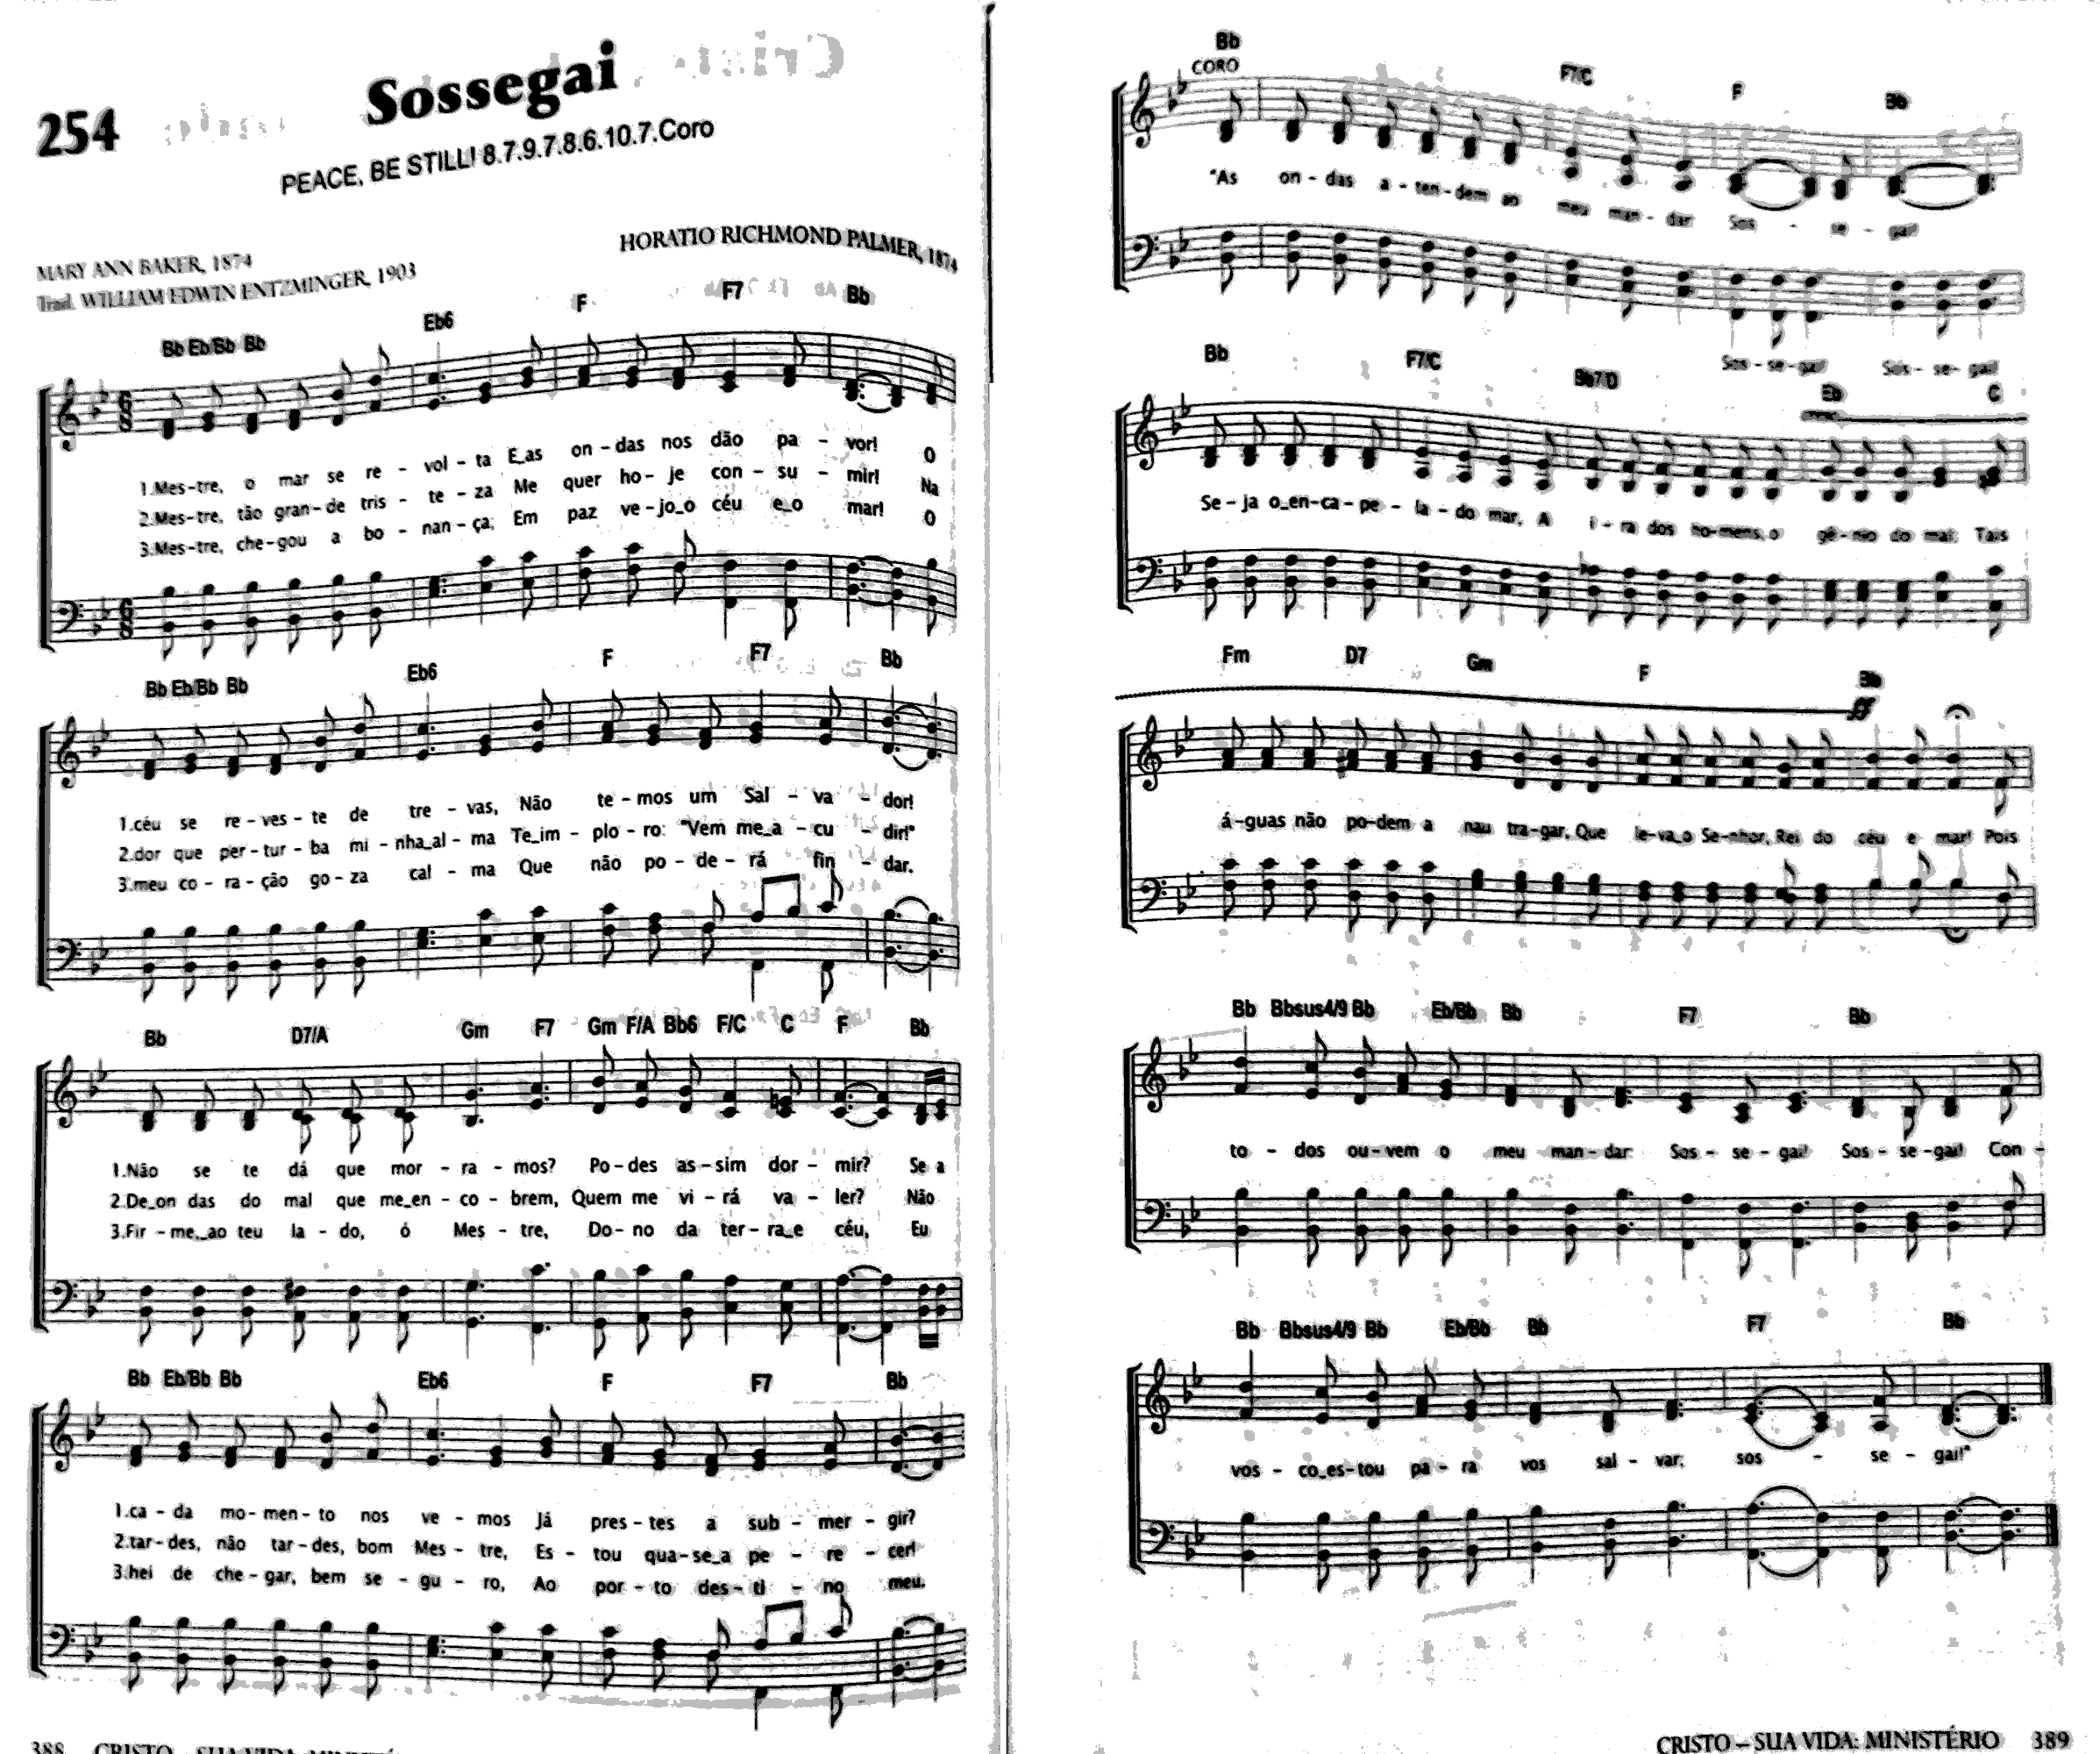 254
Sossegai
PEACE, BE STILL! 8.7.9.7.8.6.10.7.Coro
HORATIO RICHMOND PALMER, 1874
MARY ANN BAKER, 1874
Trad. WILLIAM EDWIN ENTZMINGER, 1903
Bb Eb/Bb Bb Eb6 F F7 Bb
1.Mes-tre, o mar se re - vol - ta E_as on - das nos dão pa - vor! O
2.Mes-tre, tão gran-de tris - te - za Me quer ho - je con - su - mir! Na
3.Mes-tre, che-gou a bo - nan - ça; Em paz ve-jo_o céu e_o mar! O
Bb Eb/Bb Bb Eb6 F F7 Bb
1.céu se re-ves-te de tre - vas, Não te - mos um Sal - va - dor!
2.dor que per-tur-ba mi - nha_al - ma Te_im - plo - ro: "Vem me_a - cu - dir!"
3.meu co - ra - ção go - za cal - ma Que não po - de - rá fin - dar.
Bb D7/A Gm F7 Gm F/A Bb6 F/C C F Bb
1.Não se te dá que mor - ra - mos? Po-des as-sim dor - mir? Se a
2.De_on das do mal que me_en - co - brem, Quem me vi - rá va - ler? Não
3.Fir - me_ao teu la - do, ó Mes - tre, Do - no da ter - ra_e céu, Eu
Bb Eb/Bb Bb Eb6 F F7 Bb
1.ca - da mo-men-to nos ve - mos Já pres - tes a sub - mer - gir?
2.tar-des, não tar-des, bom Mes - tre, Es - tou qua-se_a pe - re - cer!
3.hei de che-gar, bem se - gu - ro, Ao por - to des - ti - no meu.
388 CRISTO - SUA VIDA:
Bb F7/C F Bb
CORO
"As on - das a - ten-dem ao meu man - dar Sos - se - gai!
Sos - se - gai! Sos - se - gai!
Bb F7/C Bb7/D Eb C
Se - ja o_en-ca-pe - la - do mar, A i - ra dos ho-mens, o gê-nio do mal; Tais
Fm D7 Gm F Bb
á-guas não po-dem a nau tra-gar, Que le-va_o Se-nhor, Rei do céu e mar! Pois
Bb Bbsus4/9 Bb Eb/Bb Bb F7 Bb
to - dos ou-vem o meu man-dar Sos - se - gai! Sos - se - gai! Con -
Bb Bbsus4/9 Bb Eb/Bb Bb F7 Bb
vos - co_es-tou pa - ra vos sal - var; sos - se - gai!"
CRISTO – SUA VIDA: MINISTÉRIO 389